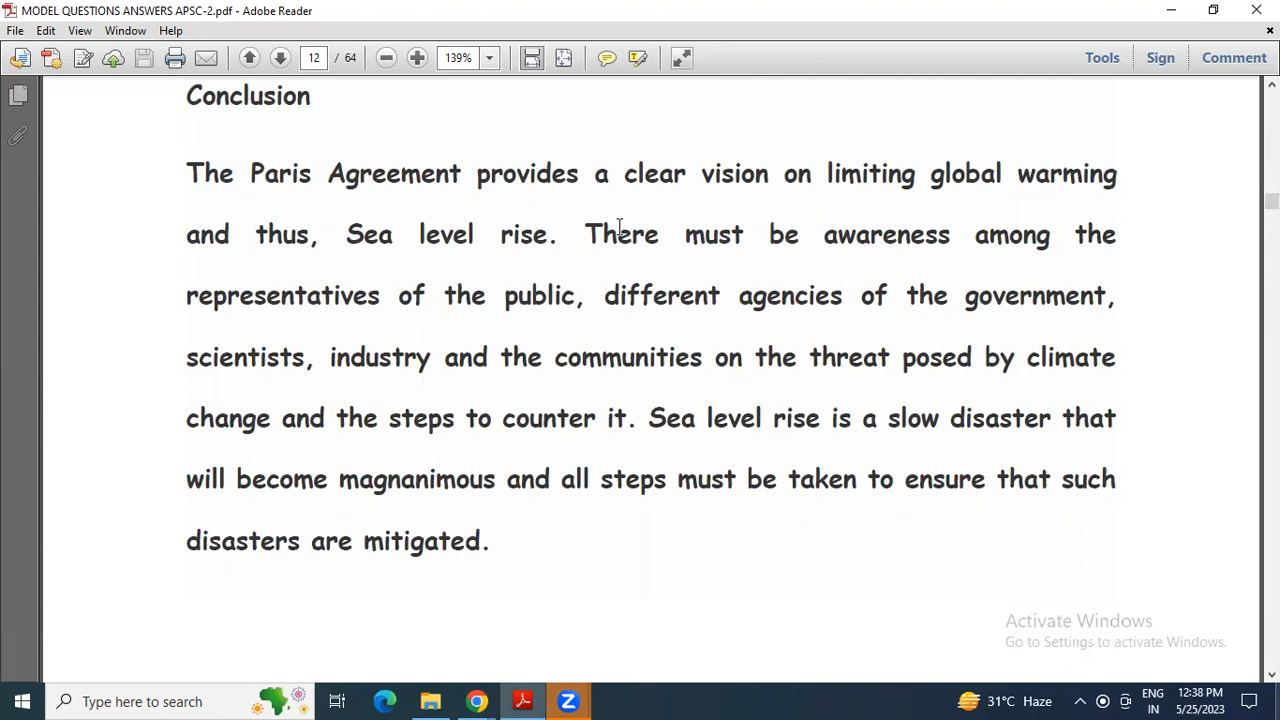 MODEL QUESTIONS ANSWERS APSC-2.pdf - Adobe Reader
File Edit View Window Help
12 / 64 139% Tools Sign Comment
Conclusion
The Paris Agreement provides a clear vision on limiting global warming
and thus, Sea level rise. There must be awareness among the
representatives of the public, different agencies of the government,
scientists, industry and the communities on the threat posed by climate
change and the steps to counter it. Sea level rise is a slow disaster that
will become magnanimous and all steps must be taken to ensure that such
disasters are mitigated.
Activate Windows
Go to Settings to activate Windows.
Type here to search
31°C Haze
ENG
IN
12:38 PM
5/25/2023